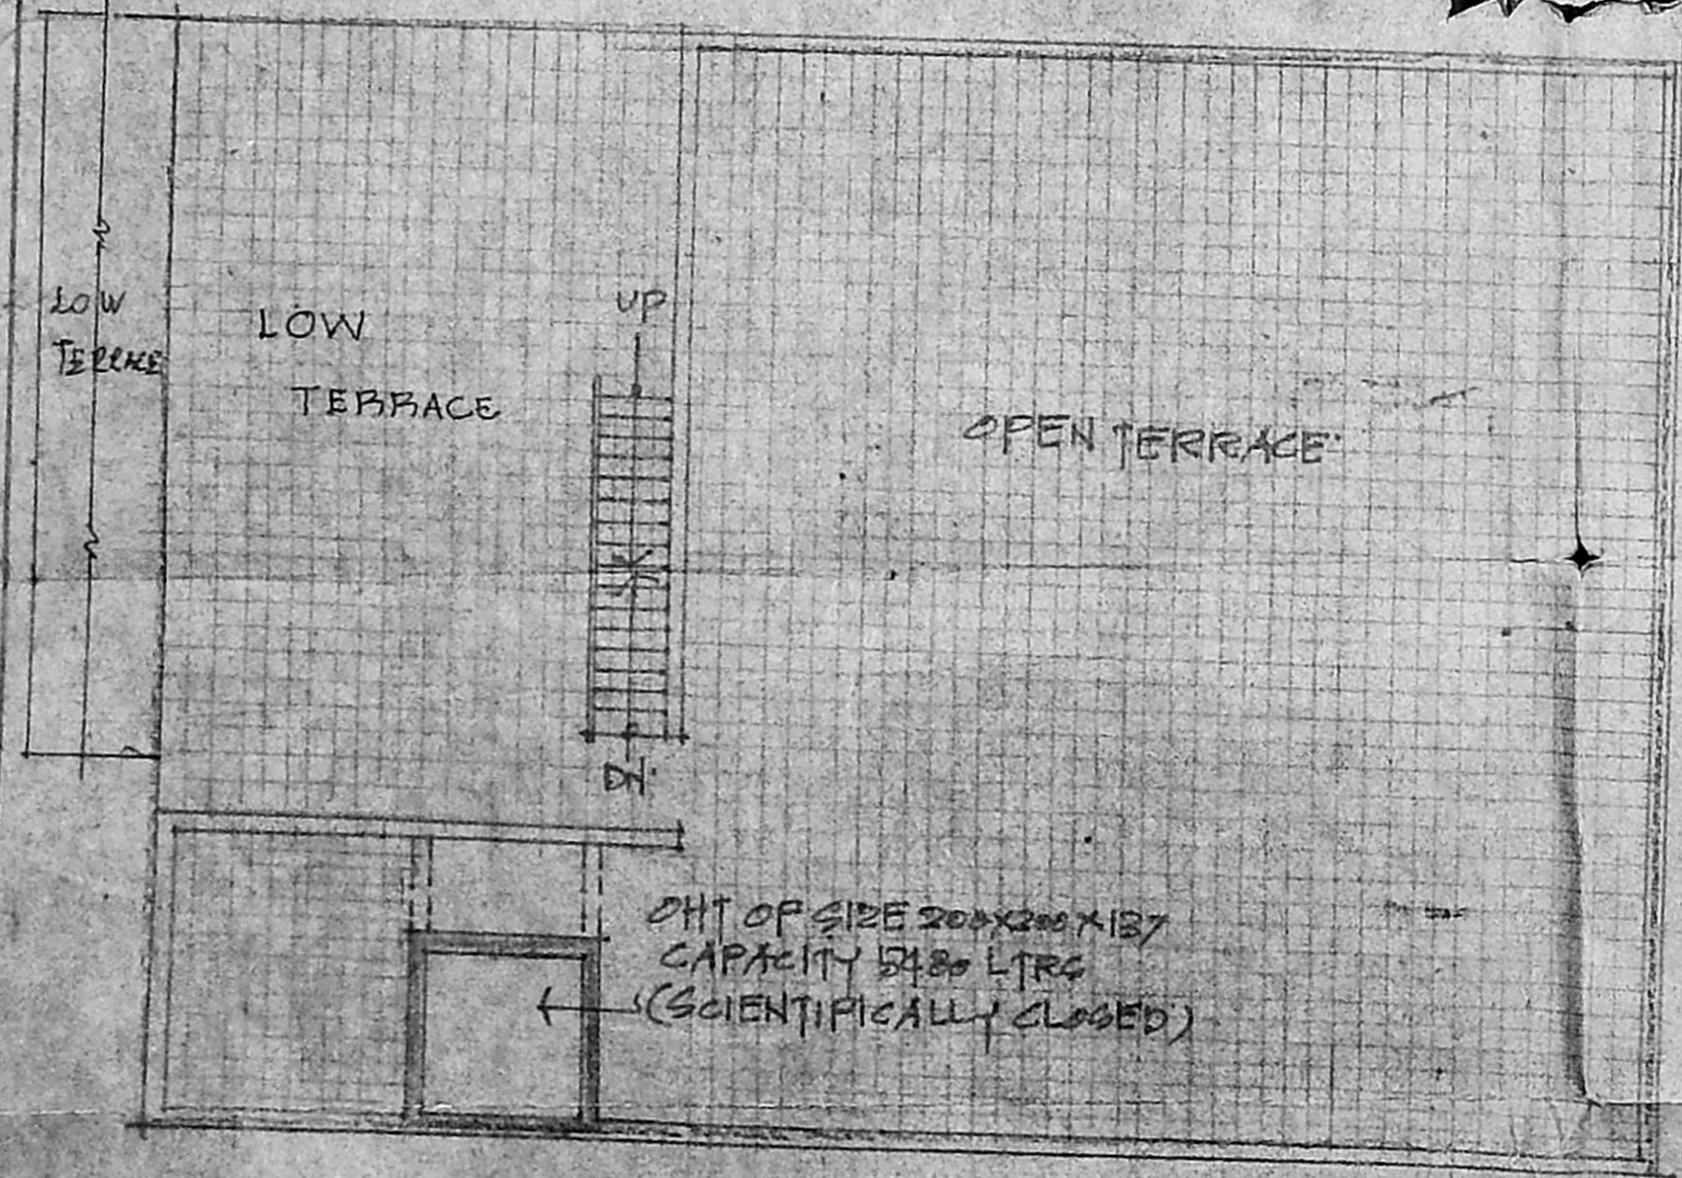 LOW
TERRACE
LOW
TERRACE
UP
OPEN TERRACE
DN.
OHT OF SIZE 200X200X137
CAPACITY 5480 LTRS
(SCIENTIFICALLY CLOSED)